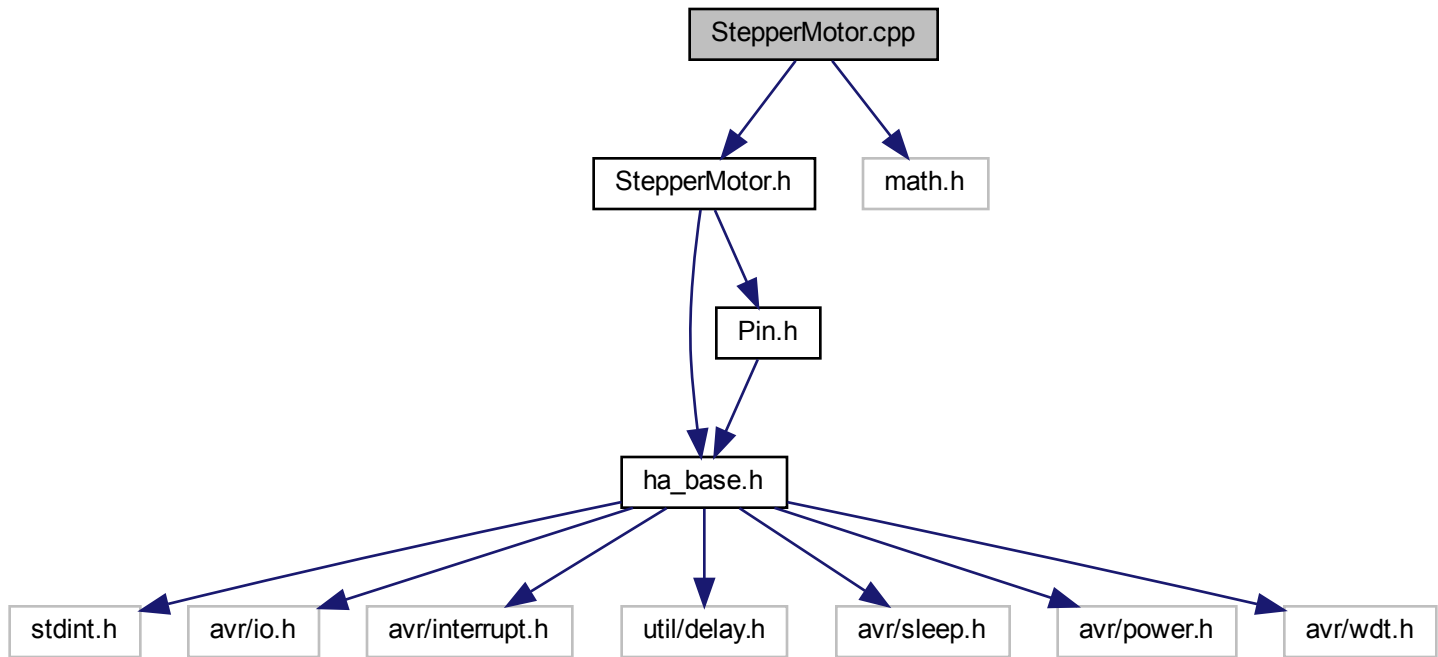 StepperMotor.cpp
StepperMotor.h
math.h
Pin.h
ha_base.h
stdint.h
avr/io.h
avr/interrupt.h
util/delay.h
avr/sleep.h
avr/power.h
avr/wdt.h